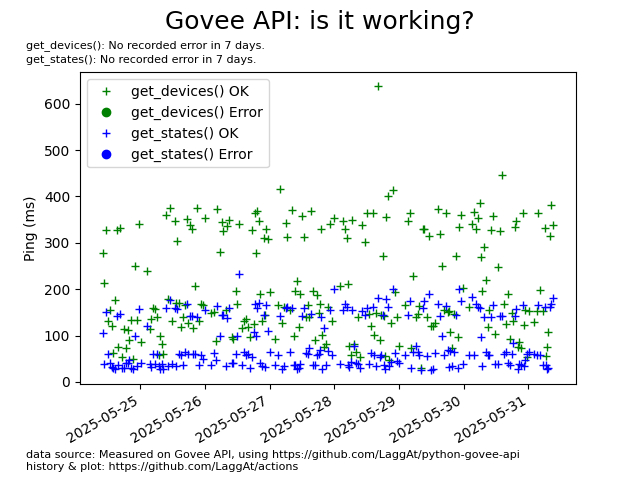 Govee API: is it working?
get_devices(): No recorded error in 7 days.
get_states(): No recorded error in 7 days.
get_devices() OK
get_devices() Error
get_states() OK
get_states() Error
Ping (ms)
600
500
400
300
200
100
0
2025-05-25
2025-05-26
2025-05-27
2025-05-28
2025-05-29
2025-05-30
2025-05-31
data source: Measured on Govee API, using https://github.com/LaggAt/python-govee-api
history & plot: https://github.com/LaggAt/actions